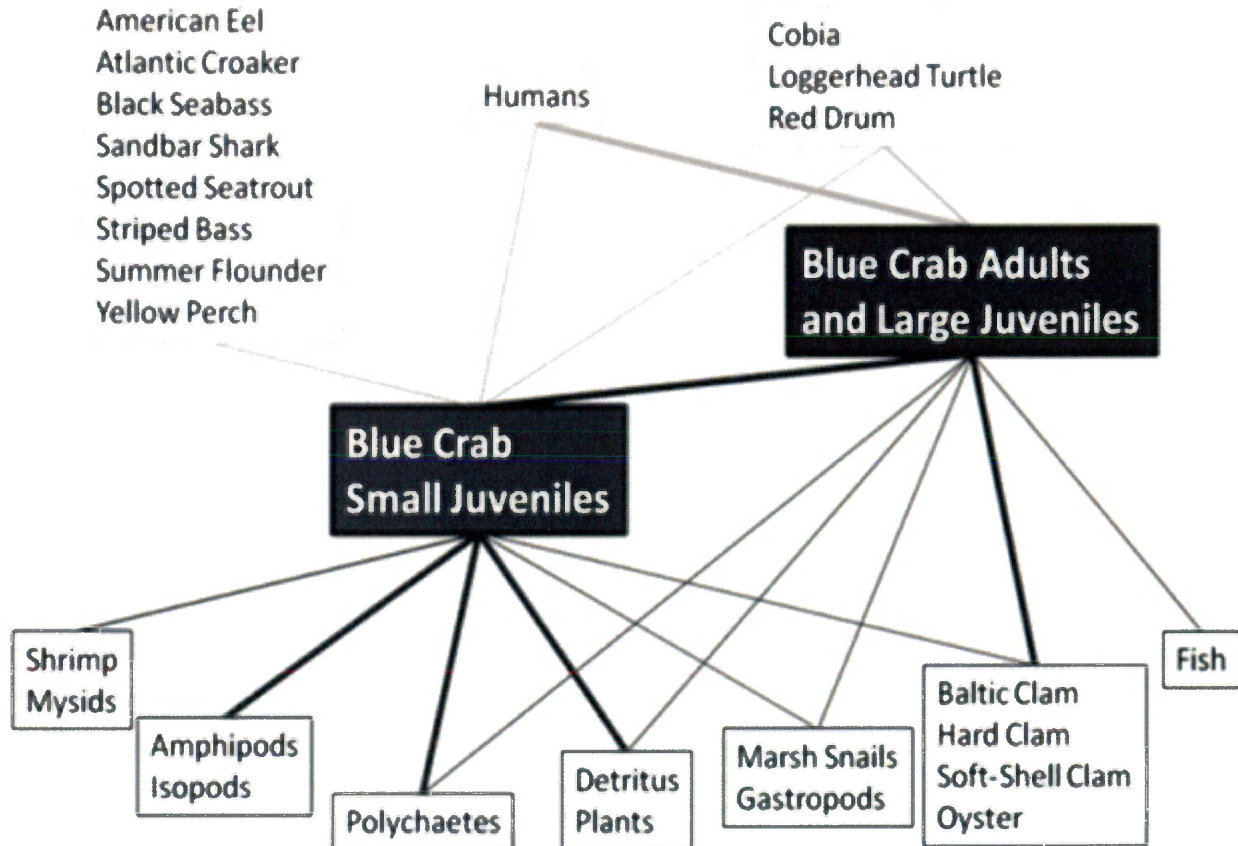 American Eel
Atlantic Croaker
Black Seabass
Sandbar Shark
Spotted Seatrout
Striped Bass
Summer Flounder
Yellow Perch
Humans
Cobia
Loggerhead Turtle
Red Drum
Blue Crab Adults
and Large Juveniles
Blue Crab
Small Juveniles
Shrimp
Mysids
Amphipods
Isopods
Polychaetes
Detritus
Plants
Marsh Snails
Gastropods
Baltic Clam
Hard Clam
Soft-Shell Clam
Oyster
Fish